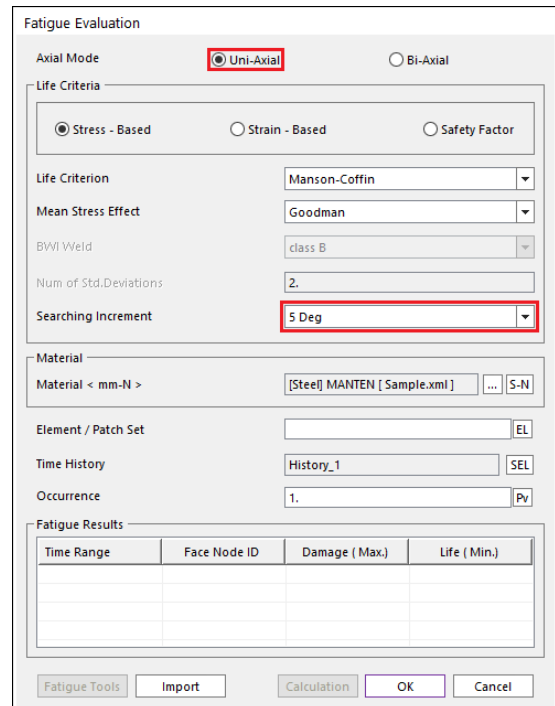 Fatigue Evaluation
Axial Mode Uni-Axial Bi-Axial
Life Criteria
Stress - Based Strain - Based Safety Factor
Life Criterion Manson-Coffin
Mean Stress Effect Goodman
BWI Weld class B
Num of Std.Deviations 2.
Searching Increment 5 Deg
Material
Material < mm-N > [Steel] MANTEN [ Sample.xml ] ... S-N
Element / Patch Set EL
Time History History_1 SEL
Occurrence 1. Pv
Fatigue Results
Time Range Face Node ID Damage ( Max.) Life ( Min.)
Fatigue Tools Import Calculation OK Cancel